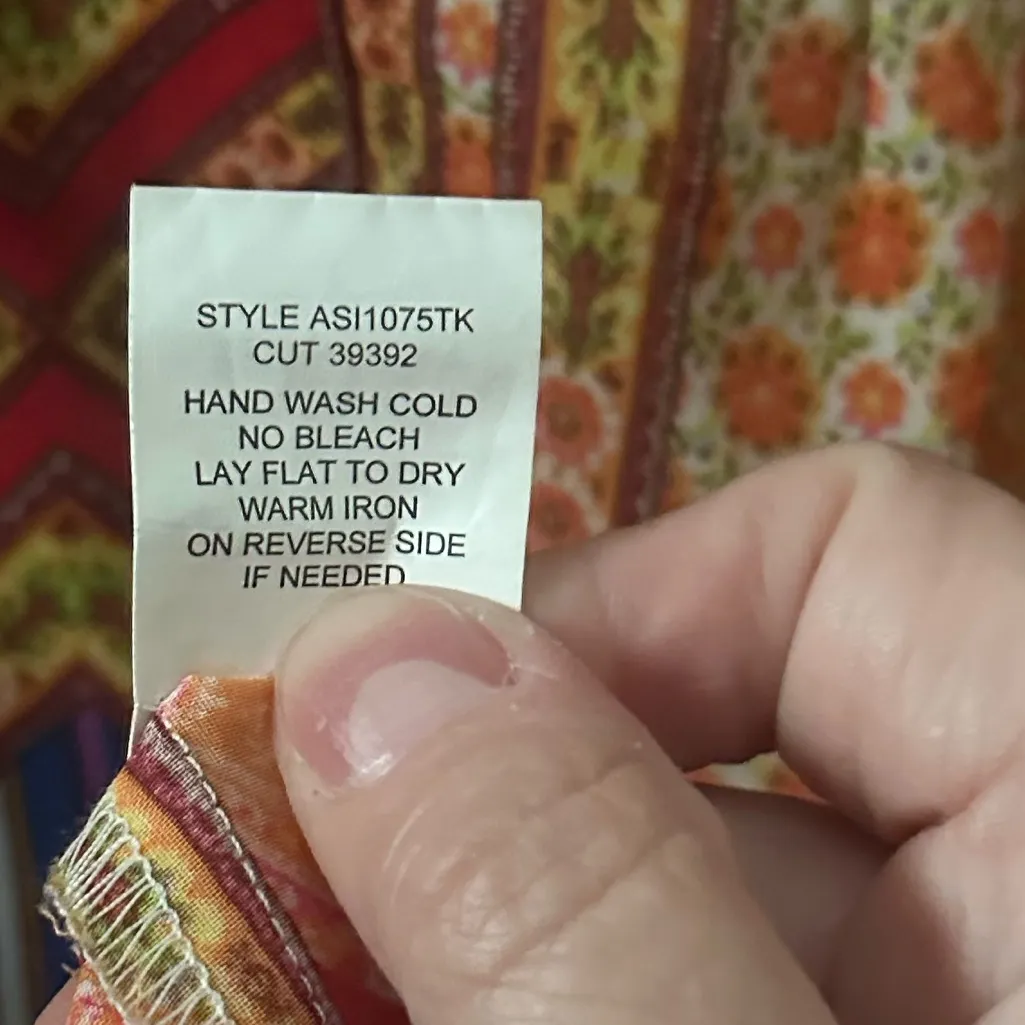 STYLE ASI1075TK
CUT 39392
HAND WASH COLD
NO BLEACH
LAY FLAT TO DRY
WARM IRON
ON REVERSE SIDE
IF NEEDED